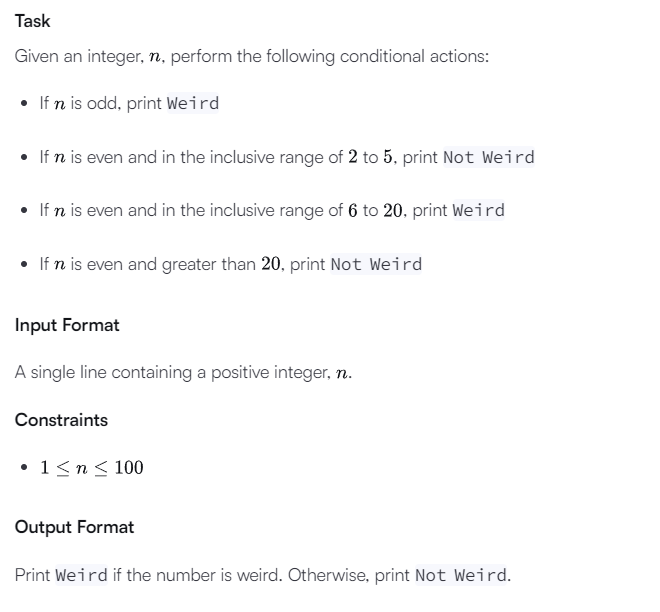 Task
Given an integer, n, perform the following conditional actions:
• If n is odd, print Weird
• If n is even and in the inclusive range of 2 to 5, print Not Weird
• If n is even and in the inclusive range of 6 to 20, print Weird
• If n is even and greater than 20, print Not Weird
Input Format
A single line containing a positive integer, n.
Constraints
• 1 ≤ n ≤ 100
Output Format
Print Weird if the number is weird. Otherwise, print Not Weird.